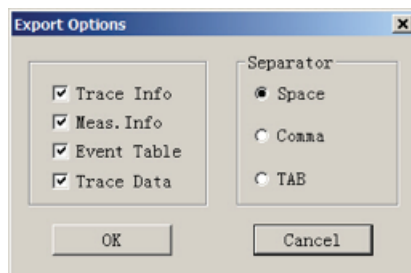 Export Options
Trace Info
Meas.Info
Event Table
Trace Data
Separator
Space
Comma
TAB
OK
Cancel